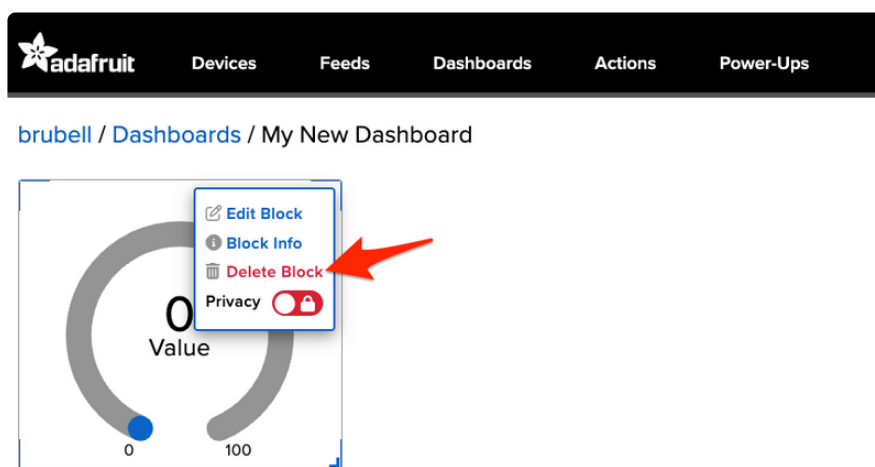 adafruit Devices Feeds Dashboards Actions Power-Ups
brubell / Dashboards / My New Dashboard
Edit Block
Block Info
Delete Block
Privacy
0
Value
0 100